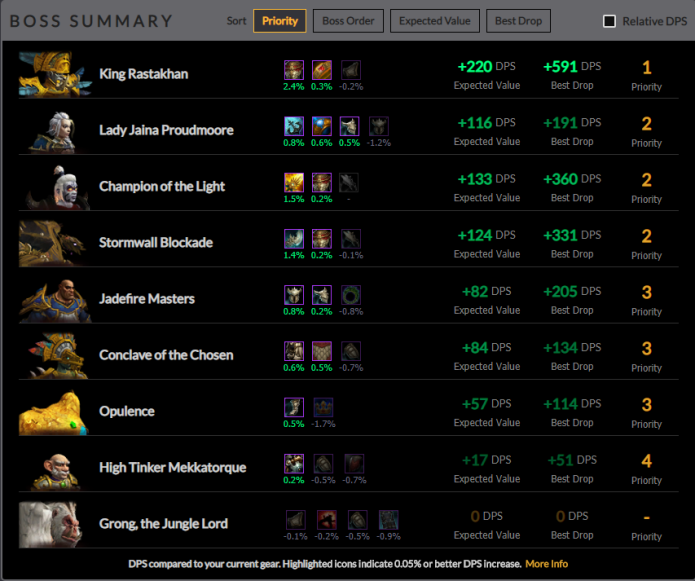 BOSS SUMMARY Sort Priority Boss Order Expected Value Best Drop Relative DPS
King Rastakhan 2.4% 0.3% -0.2% +220 DPS Expected Value +591 DPS Best Drop 1 Priority
Lady Jaina Proudmoore 0.8% 0.6% 0.5% -1.2% +116 DPS Expected Value +191 DPS Best Drop 2 Priority
Champion of the Light 1.5% 0.2% - +133 DPS Expected Value +360 DPS Best Drop 2 Priority
Stormwall Blockade 1.4% 0.2% -0.1% +124 DPS Expected Value +331 DPS Best Drop 2 Priority
Jadefire Masters 0.8% 0.2% -0.8% +82 DPS Expected Value +205 DPS Best Drop 3 Priority
Conclave of the Chosen 0.6% 0.5% -0.7% +84 DPS Expected Value +134 DPS Best Drop 3 Priority
Opulence 0.5% -1.7% +57 DPS Expected Value +114 DPS Best Drop 3 Priority
High Tinker Mekkatorque 0.2% -0.5% -0.7% +17 DPS Expected Value +51 DPS Best Drop 4 Priority
Grong, the Jungle Lord -0.1% -0.2% -0.5% -0.9% 0 DPS Expected Value 0 DPS Best Drop - Priority
DPS compared to your current gear. Highlighted icons indicate 0.05% or better DPS increase. More Info